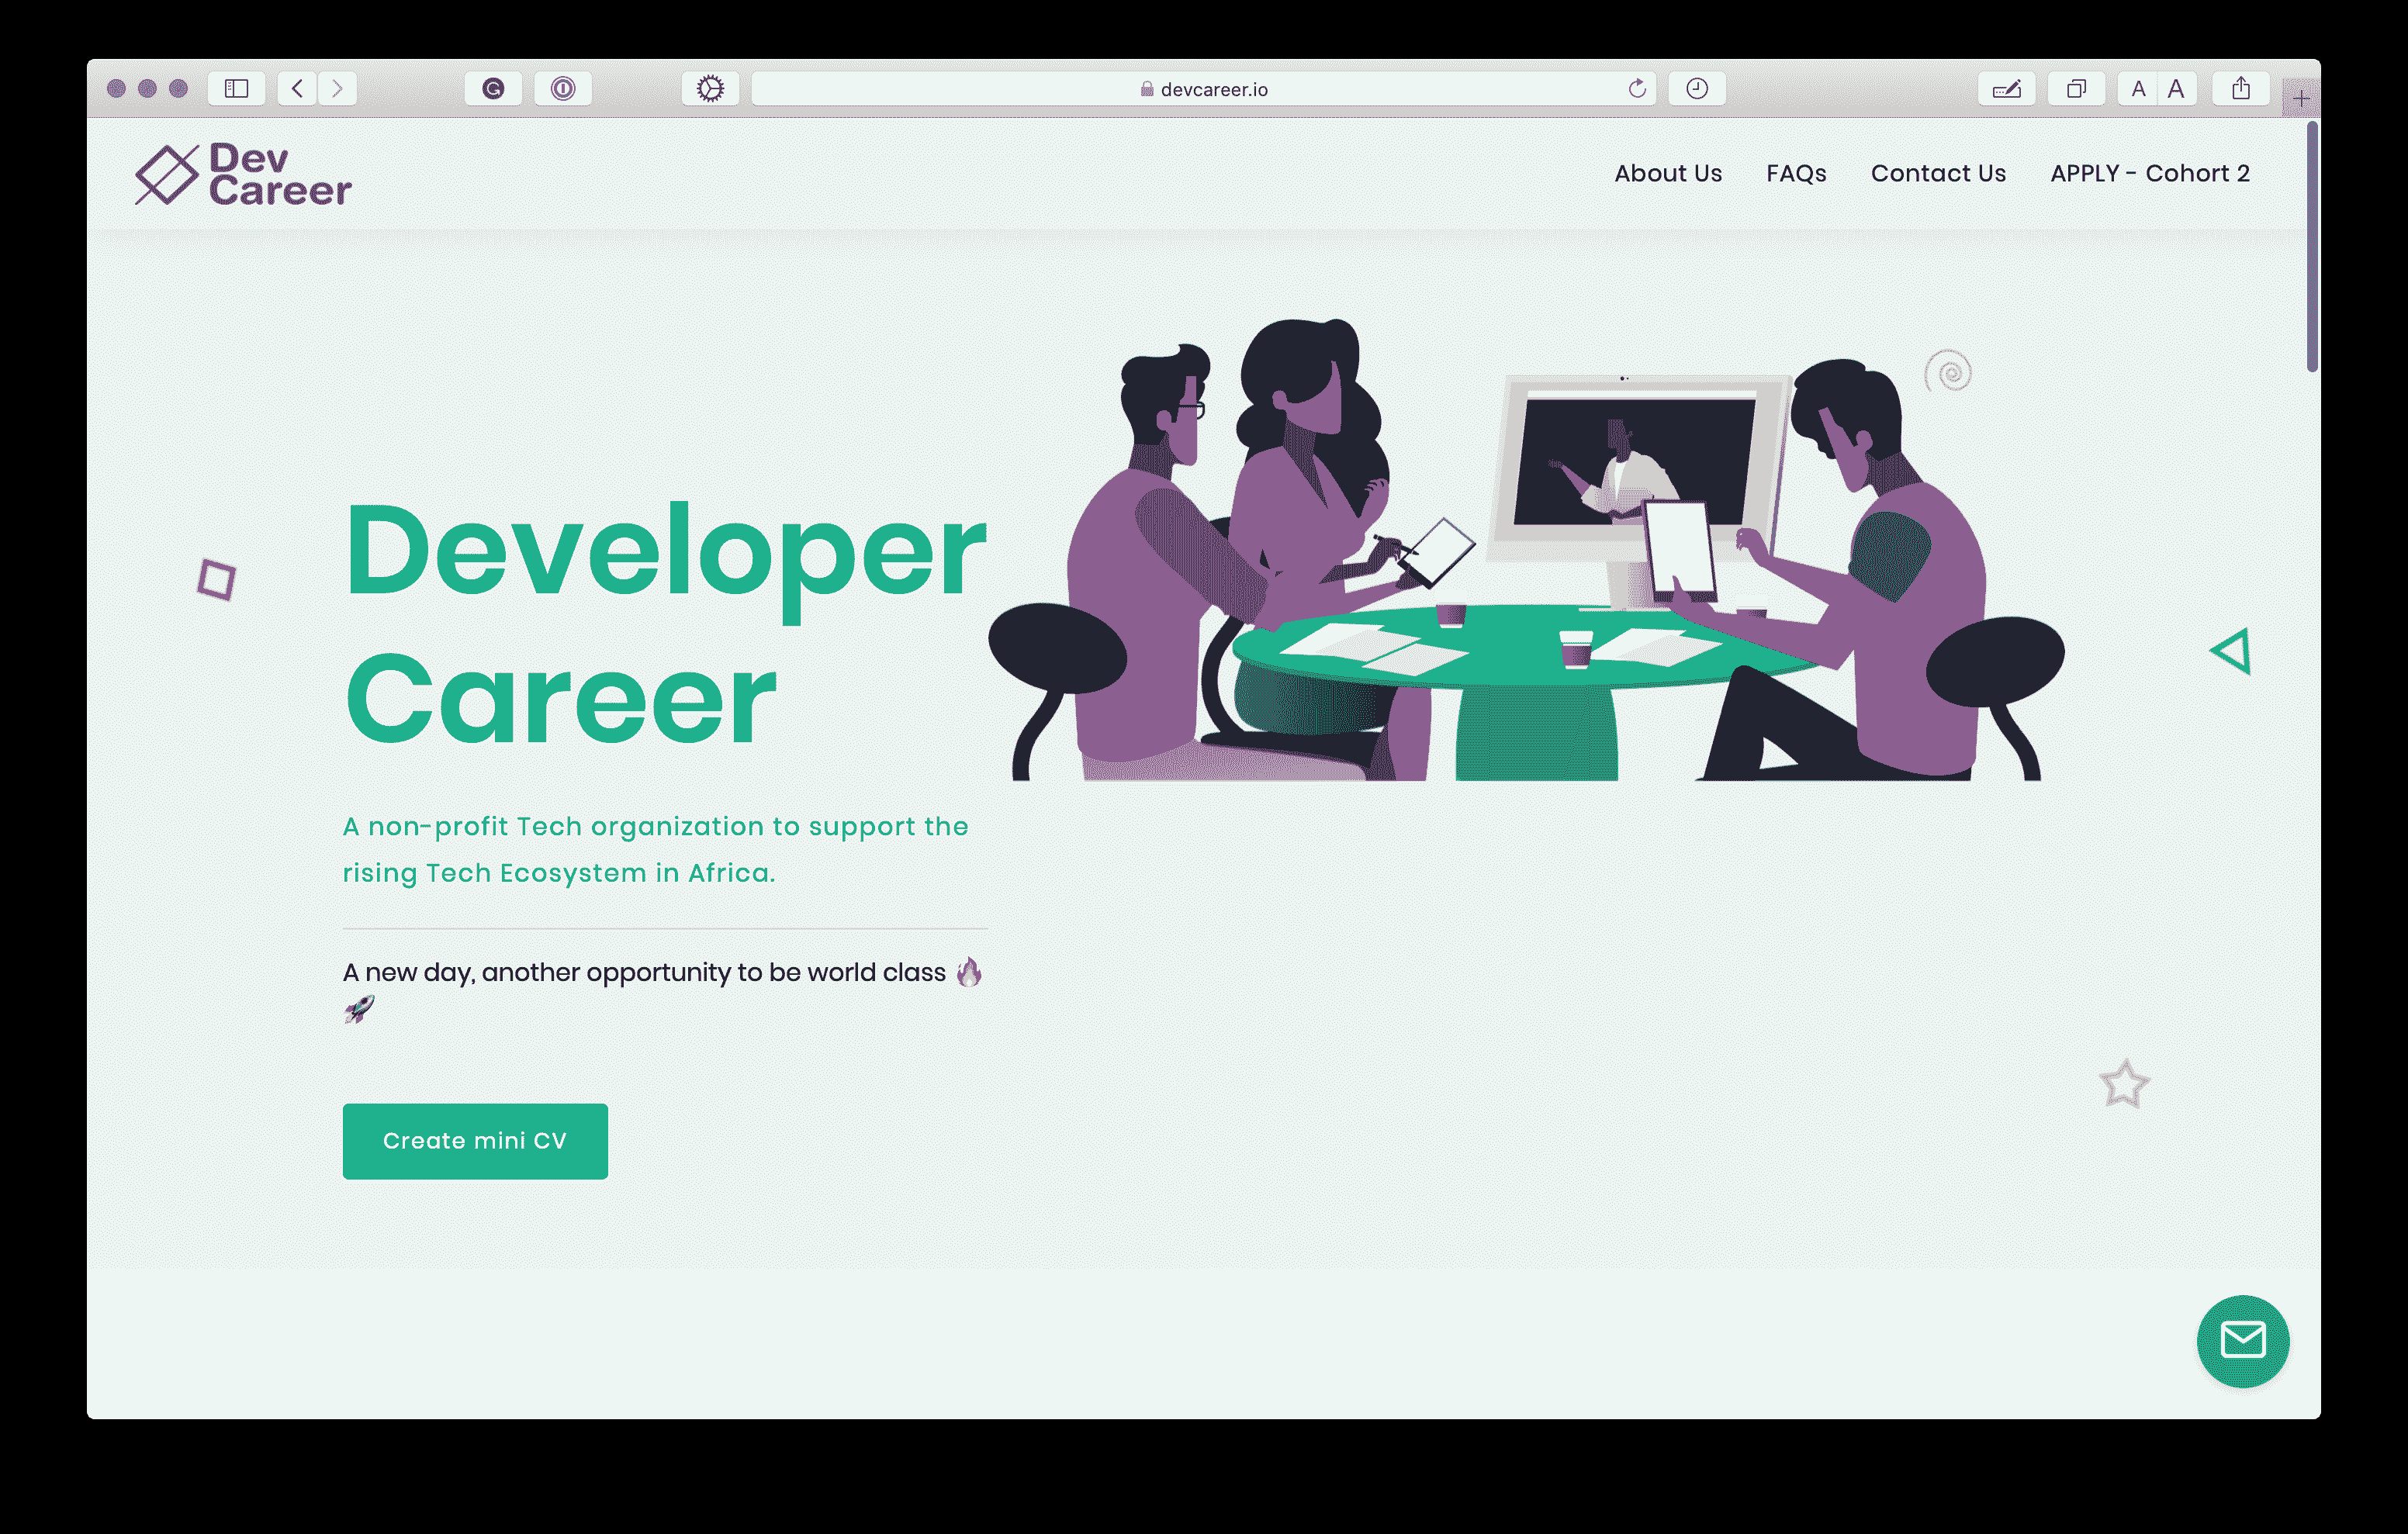 devcareer.io
A A
Dev
Career
About Us FAQs Contact Us APPLY - Cohort 2
Developer
Career
A non-profit Tech organization to support the
rising Tech Ecosystem in Africa.
A new day, another opportunity to be world class 🔥
🚀
Create mini CV